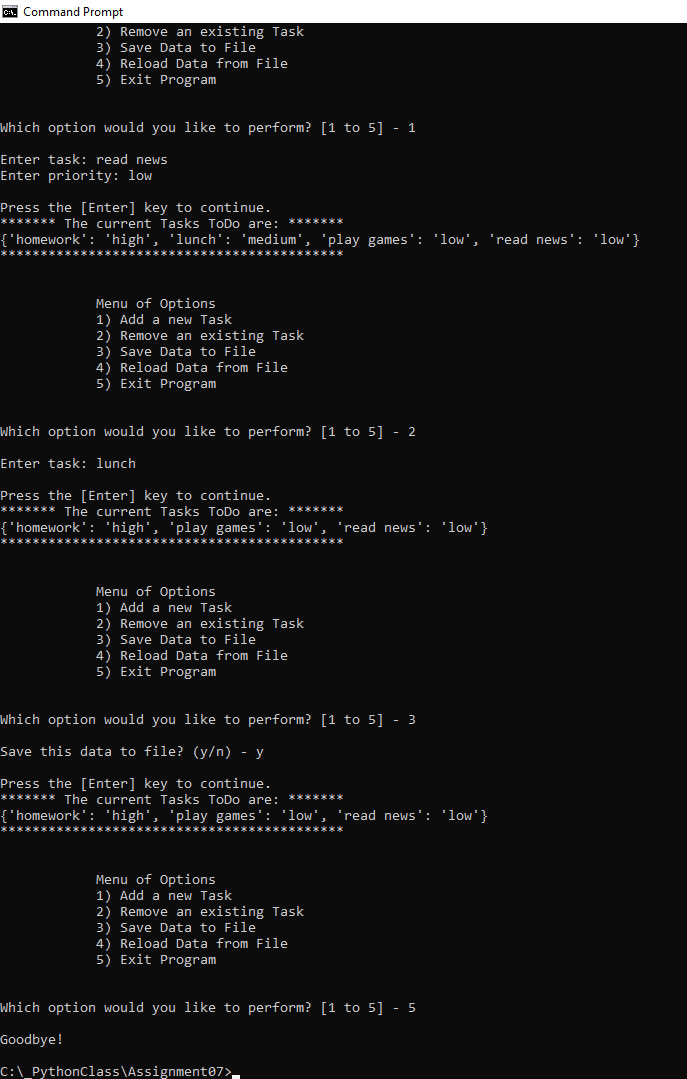 Command Prompt
2) Remove an existing Task
3) Save Data to File
4) Reload Data from File
5) Exit Program
Which option would you like to perform? [1 to 5] - 1
Enter task: read news
Enter priority: low
Press the [Enter] key to continue.
******* The current Tasks ToDo are: *******
{'homework': 'high', 'lunch': 'medium', 'play games': 'low', 'read news': 'low'}
*******************************************
Menu of Options
1) Add a new Task
2) Remove an existing Task
3) Save Data to File
4) Reload Data from File
5) Exit Program
Which option would you like to perform? [1 to 5] - 2
Enter task: lunch
Press the [Enter] key to continue.
******* The current Tasks ToDo are: *******
{'homework': 'high', 'play games': 'low', 'read news': 'low'}
*******************************************
Menu of Options
1) Add a new Task
2) Remove an existing Task
3) Save Data to File
4) Reload Data from File
5) Exit Program
Which option would you like to perform? [1 to 5] - 3
Save this data to file? (y/n) - y
Press the [Enter] key to continue.
******* The current Tasks ToDo are: *******
{'homework': 'high', 'play games': 'low', 'read news': 'low'}
*******************************************
Menu of Options
1) Add a new Task
2) Remove an existing Task
3) Save Data to File
4) Reload Data from File
5) Exit Program
Which option would you like to perform? [1 to 5] - 5
Goodbye!
C:\_PythonClass\Assignment07>